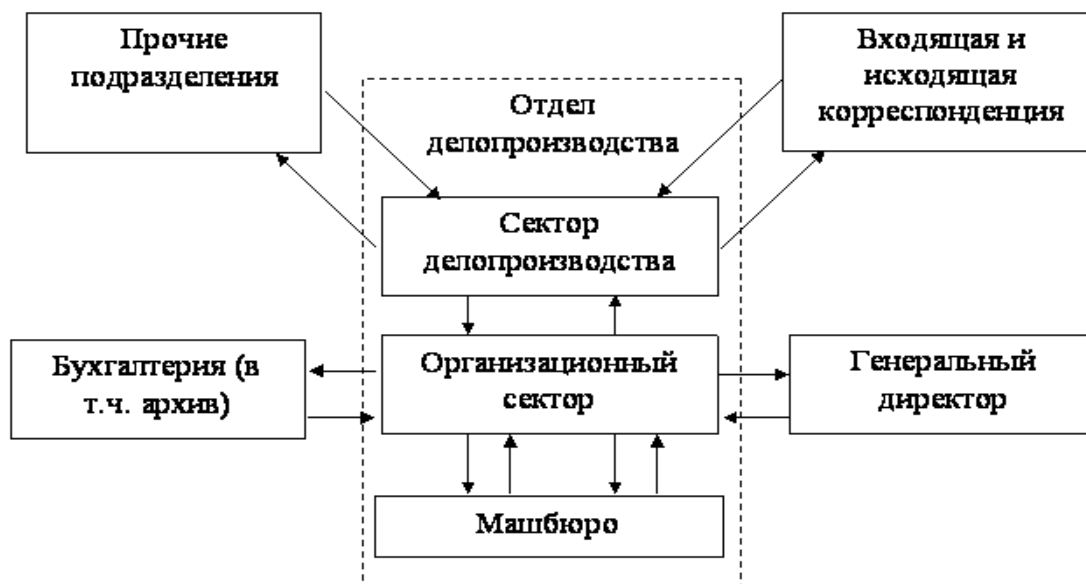 Прочие
подразделения
Входящая и
исходящая
корреспонденция
Отдел
делопроизводства
Сектор
делопроизводства
Бухгалтерия (в
т.ч. архив)
Организационный
сектор
Генеральный
директор
Машбюро